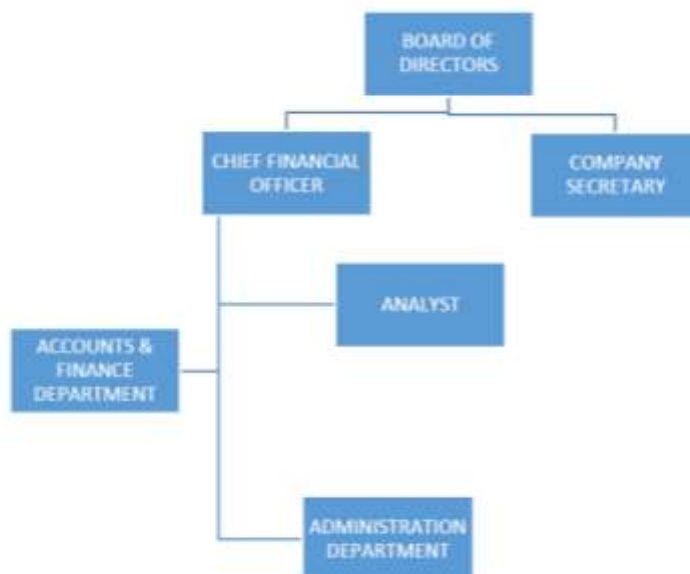 BOARD OF
DIRECTORS
CHIEF FINANCIAL
OFFICER
COMPANY
SECRETARY
ANALYST
ACCOUNTS &
FINANCE
DEPARTMENT
ADMINISTRATION
DEPARTMENT